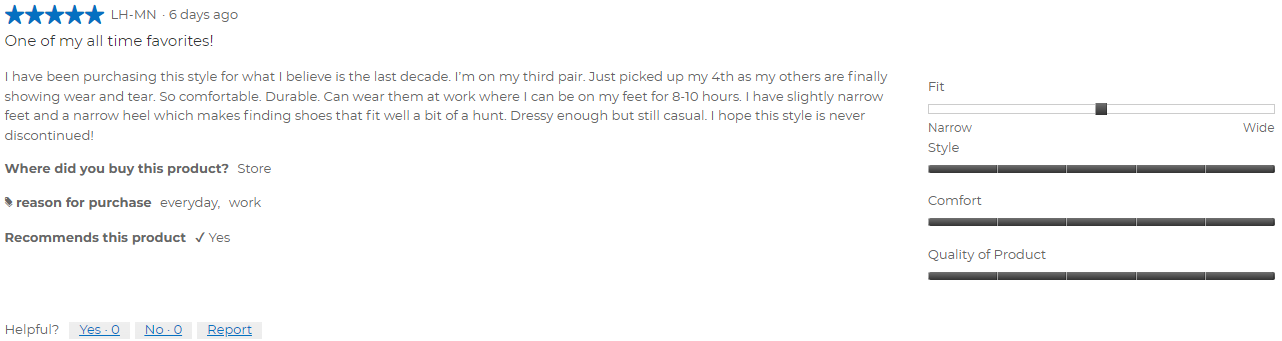 LH-MN · 6 days ago
One of my all time favorites!
I have been purchasing this style for what I believe is the last decade. I'm on my third pair. Just picked up my 4th as my others are finally
showing wear and tear. So comfortable. Durable. Can wear them at work where I can be on my feet for 8-10 hours. I have slightly narrow
feet and a narrow heel which makes finding shoes that fit well a bit of a hunt. Dressy enough but still casual. I hope this style is never
discontinued!
Where did you buy this product? Store
reason for purchase everyday, work
Recommends this product ✔ Yes
Helpful? Yes · 0 No · 0 Report
Fit
Narrow Wide
Style
Comfort
Quality of Product